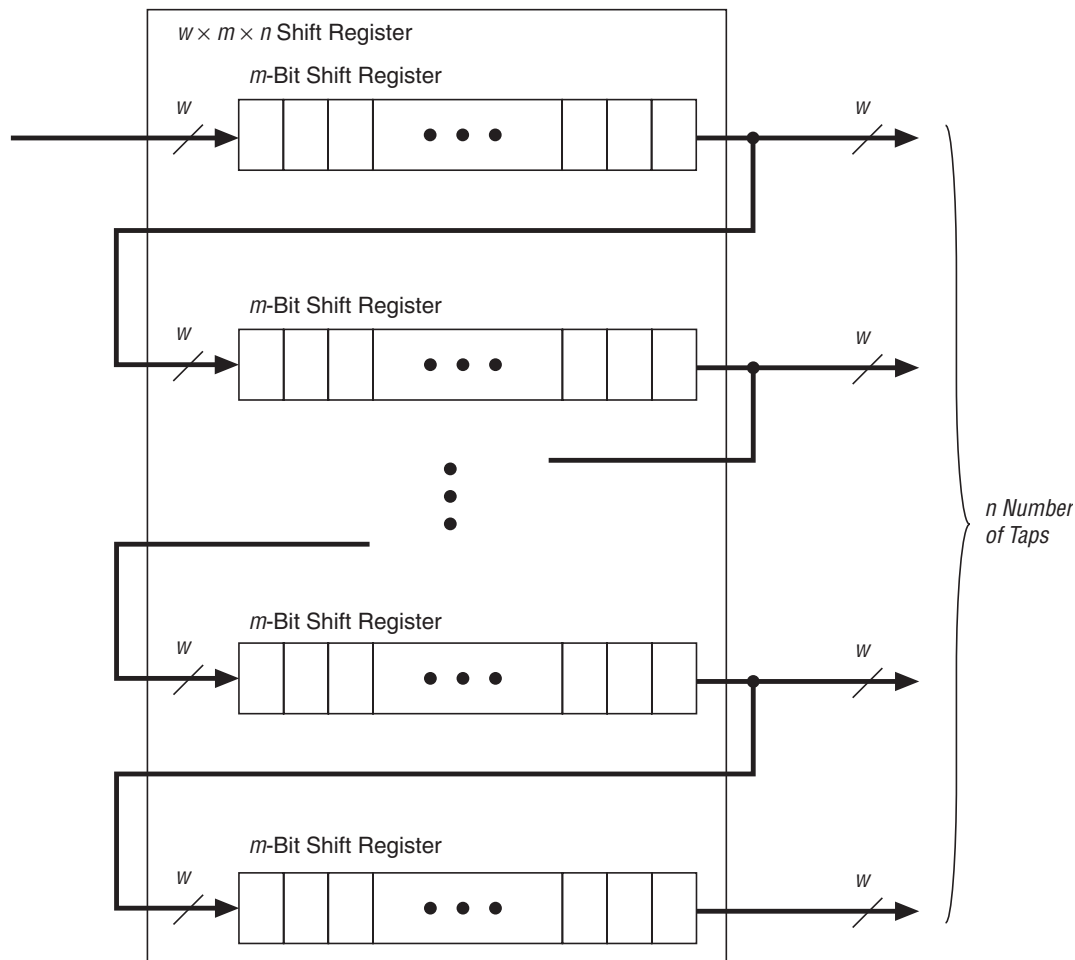 w × m × n Shift Register
m-Bit Shift Register
w
w
m-Bit Shift Register
w
w
n Number
of Taps
m-Bit Shift Register
w
w
m-Bit Shift Register
w
w